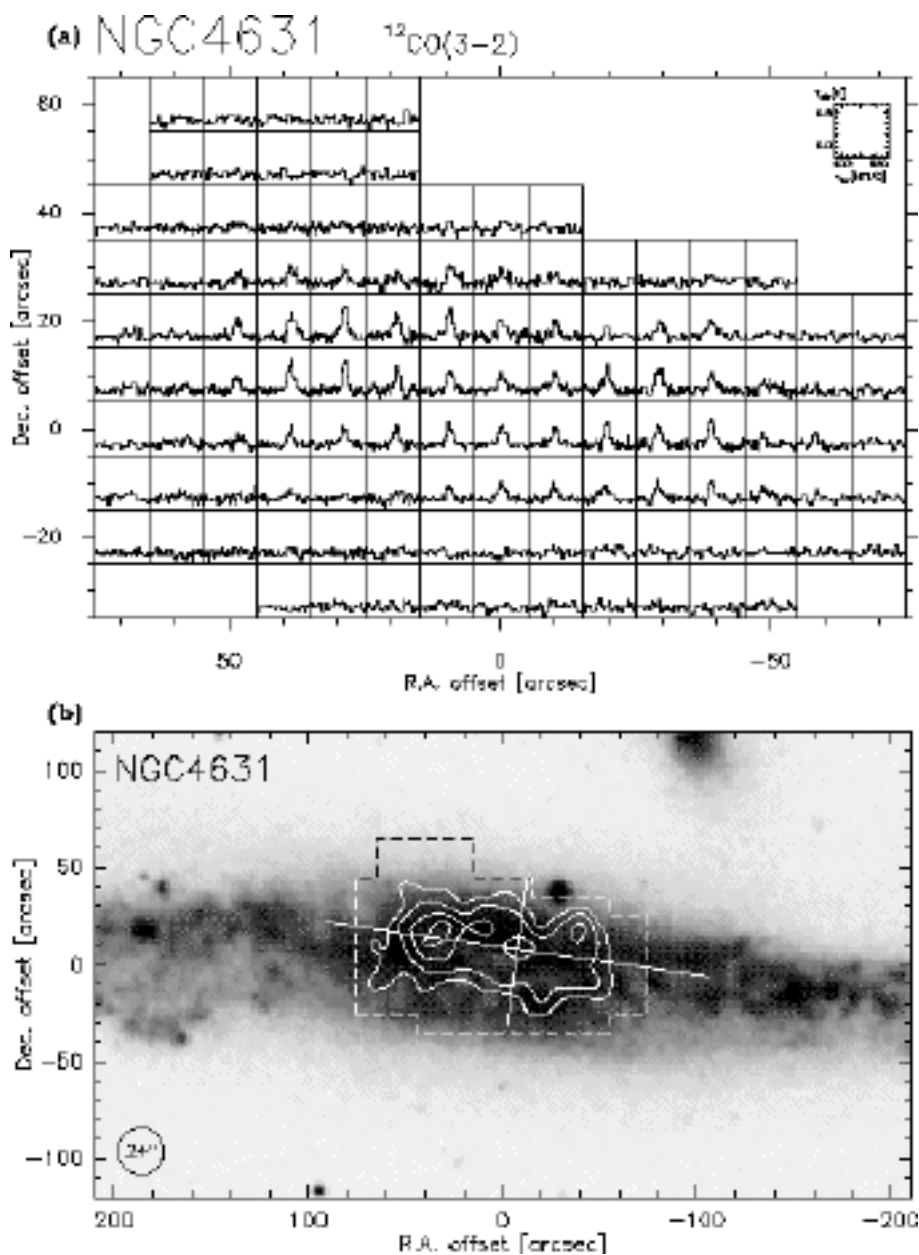 (a) NGC4631 ¹²CO(3-2)
60
40
20
0
-20
Dec. offset [arcsec]
50 0 -50
R.A. offset [arcsec]
(b)
NGC4631
100
50
0
-50
-100
Dec. offset [arcsec]
24"
200 100 0 -100 -200
R.A. offset [arcsec]